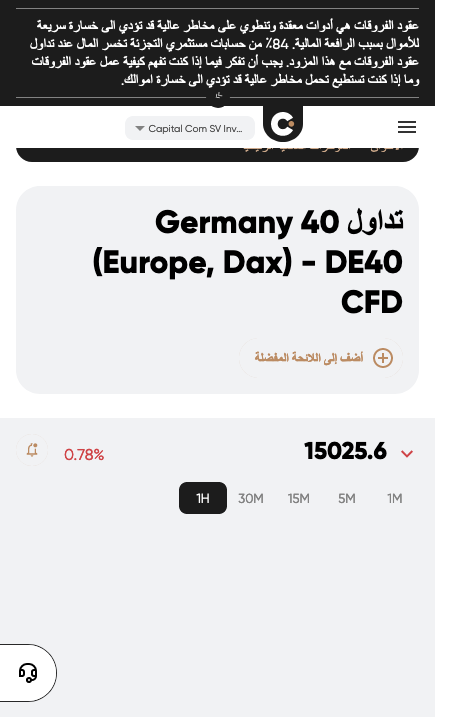 عقود الفروقات هي أدوات معقدة وتنطوي على مخاطر عالية قد تؤدي الى خسارة سريعة
للأموال بسبب الرافعة المالية. 84٪ من حسابات مستثمري التجزئة تخسر المال عند تداول
عقود الفروقات مع هذا المزود. يجب أن تفكر فيما إذا كنت تفهم كيفية عمل عقود الفروقات
وما إذا كنت تستطيع تحمل مخاطر عالية قد تؤدي الى خسارة اموالك.
Capital Com SV Inv...
تداول Germany 40
(Europe, Dax) - DE40
CFD
أضف إلى اللائحة المفضلة
15025.6
0.78%
1H 30M 15M 5M 1M